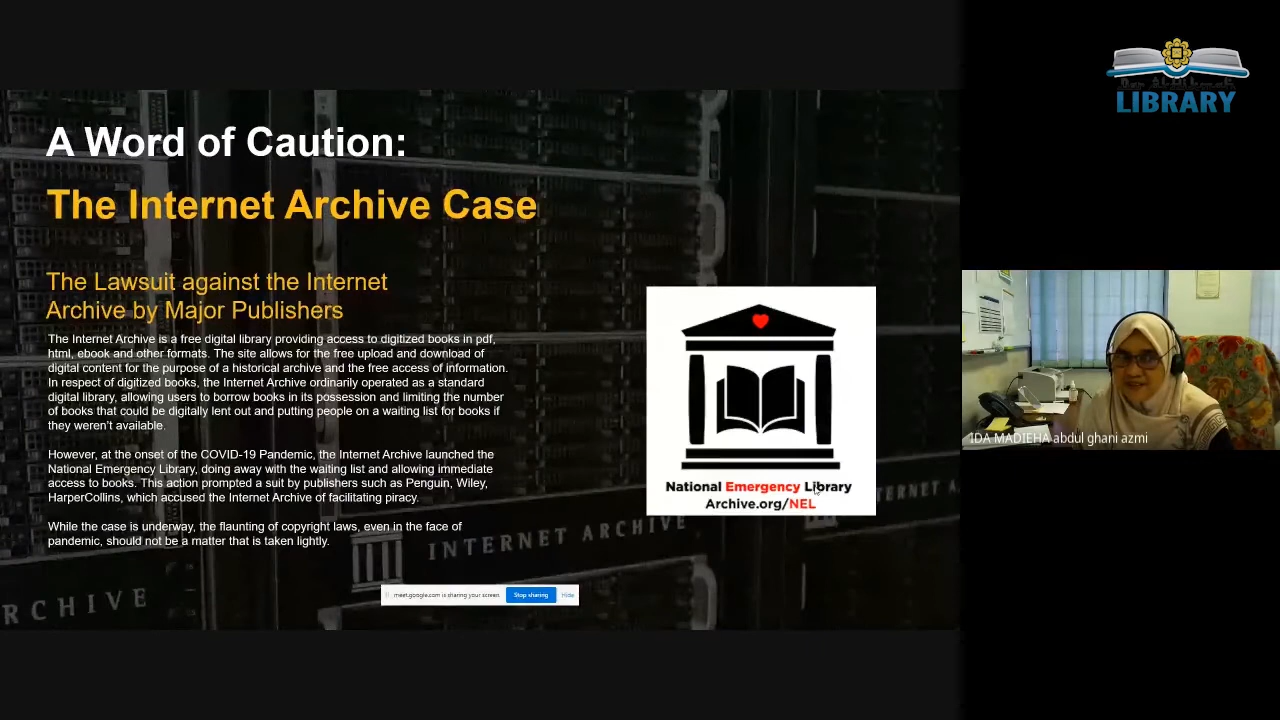 A Word of Caution:
The Internet Archive Case
The Lawsuit against the Internet
Archive by Major Publishers
The Internet Archive is a free digital library providing access to digitized books in pdf,
html, ebook and other formats. The site allows for the free upload and download of
digital content for the purpose of a historical archive and the free access of information.
In respect of digitized books, the Internet Archive ordinarily operated as a standard
digital library, allowing users to borrow books in its possession and limiting the number
of books that could be digitally lent out and putting people on a waiting list for books if
they weren't available.
However, at the onset of the COVID-19 Pandemic, the Internet Archive launched the
National Emergency Library, doing away with the waiting list and allowing immediate
access to books. This action prompted a suit by publishers such as Penguin, Wiley,
HarperCollins, which accused the Internet Archive of facilitating piracy.
While the case is underway, the flaunting of copyright laws, even in the face of
pandemic, should not be a matter that is taken lightly.
National Emergency Library
Archive.org/NEL
INTERNET ARCHIVE
TERNET A
RCHIVE
meet.google.com is sharing your screen.
Stop sharing
Hide
LIBRARY
IDA MADIEHA abdul ghani azmi